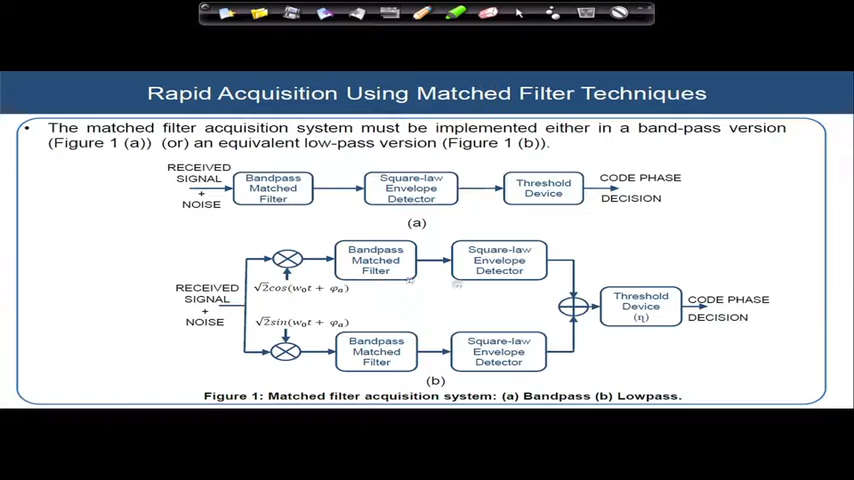 Rapid Acquisition Using Matched Filter Techniques
• The matched filter acquisition system must be implemented either in a band-pass version
(Figure 1 (a)) (or) an equivalent low-pass version (Figure 1 (b)).
RECEIVED
SIGNAL
+
NOISE
Bandpass
Matched
Filter
Square-law
Envelope
Detector
Threshold
Device
CODE PHASE
DECISION
(a)
RECEIVED
SIGNAL
+
NOISE
√2cos(w₀t + φₐ)
√2sin(w₀t + φₐ)
Bandpass
Matched
Filter
Square-law
Envelope
Detector
Bandpass
Matched
Filter
Square-law
Envelope
Detector
Threshold
Device
(η)
CODE PHASE
DECISION
(b)
Figure 1: Matched filter acquisition system: (a) Bandpass (b) Lowpass.